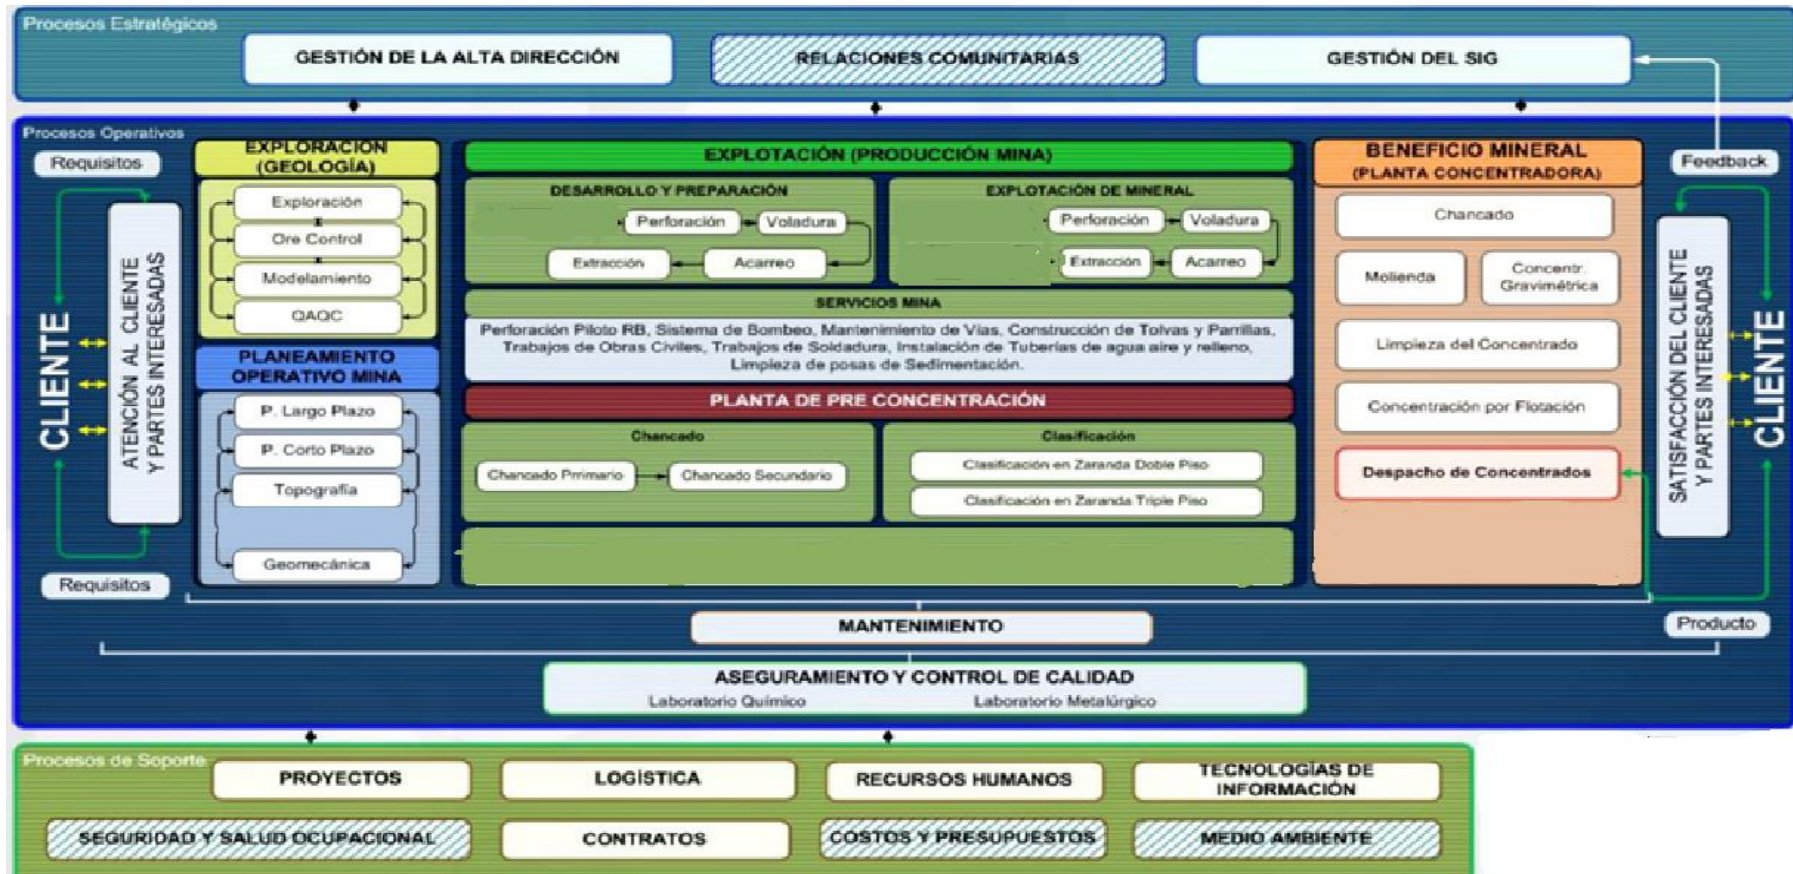 Procesos Estratégicos
GESTIÓN DE LA ALTA DIRECCIÓN
RELACIONES COMUNITARIAS
GESTIÓN DEL SIG
Procesos Operativos
Requisitos
CLIENTE
ATENCIÓN AL CLIENTE
Y PARTES INTERESADAS
Requisitos
EXPLORACIÓN
(GEOLOGÍA)
Exploración
Ore Control
Modelamiento
QAQC
PLANEAMIENTO
OPERATIVO MINA
P. Largo Plazo
P. Corto Plazo
Topografía
Geomecánica
EXPLOTACIÓN (PRODUCCIÓN MINA)
DESARROLLO Y PREPARACIÓN
Perforación
Voladura
Extracción
Acarreo
EXPLOTACIÓN DE MINERAL
Perforación
Voladura
Extracción
Acarreo
SERVICIOS MINA
Perforación Piloto RB, Sistema de Bombeo, Mantenimiento de Vías, Construcción de Tolvas y Parrillas,
Trabajos de Obras Civiles, Trabajos de Soldadura, Instalación de Tuberías de agua aire y relleno,
Limpieza de posas de Sedimentación.
PLANTA DE PRE CONCENTRACIÓN
Chancado
Chancado Prrimario
Chancado Secundario
Clasificación
Clasificación en Zaranda Doble Piso
Clasificación en Zaranda Triple Piso
BENEFICIO MINERAL
(PLANTA CONCENTRADORA)
Chancado
Molienda
Concentr.
Gravimétrica
Limpieza del Concentrado
Concentración por Flotación
Despacho de Concentrados
Feedback
SATISFACCIÓN DEL CLIENTE
Y PARTES INTERESADAS
CLIENTE
Producto
MANTENIMIENTO
ASEGURAMIENTO Y CONTROL DE CALIDAD
Laboratorio Químico
Laboratorio Metalúrgico
Procesos de Soporte
PROYECTOS
LOGÍSTICA
RECURSOS HUMANOS
TECNOLOGÍAS DE
INFORMACIÓN
SEGURIDAD Y SALUD OCUPACIONAL
CONTRATOS
COSTOS Y PRESUPUESTOS
MEDIO AMBIENTE